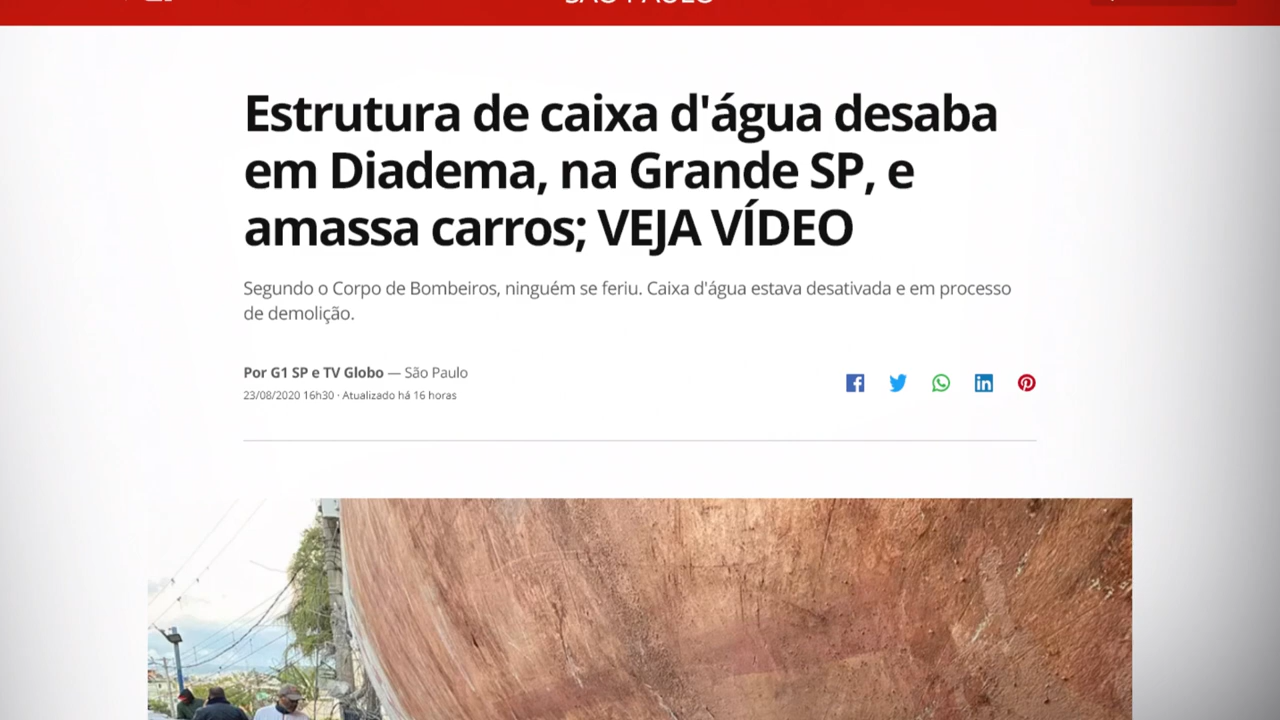 SÃO PAULO
Estrutura de caixa d'água desaba
em Diadema, na Grande SP, e
amassa carros; VEJA VÍDEO
Segundo o Corpo de Bombeiros, ninguém se feriu. Caixa d'água estava desativada e em processo
de demolição.
Por G1 SP e TV Globo — São Paulo
23/08/2020 16h30 · Atualizado há 16 horas